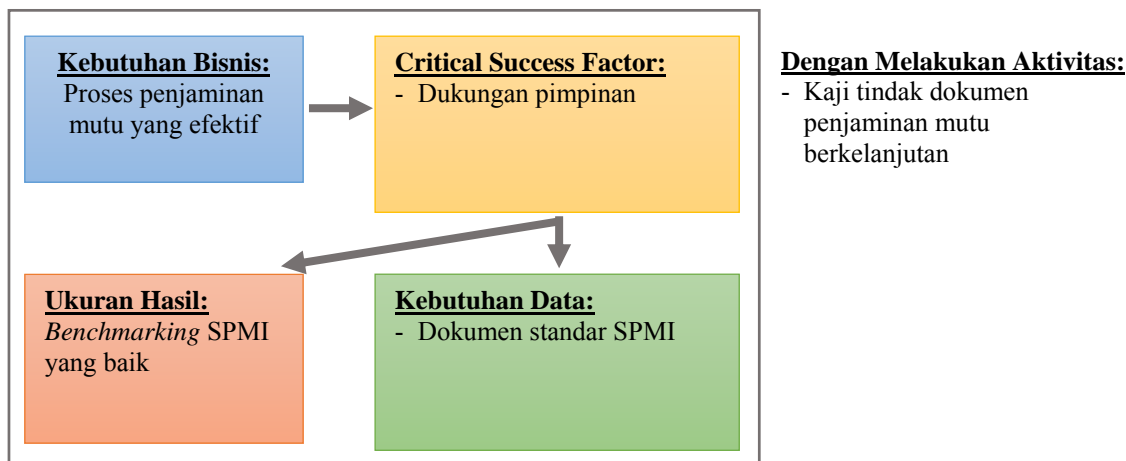 Kebutuhan Bisnis:
Proses penjaminan
mutu yang efektif
Critical Success Factor:
- Dukungan pimpinan
Dengan Melakukan Aktivitas:
- Kaji tindak dokumen
penjaminan mutu
berkelanjutan
Ukuran Hasil:
Benchmarking SPMI
yang baik
Kebutuhan Data:
- Dokumen standar SPMI